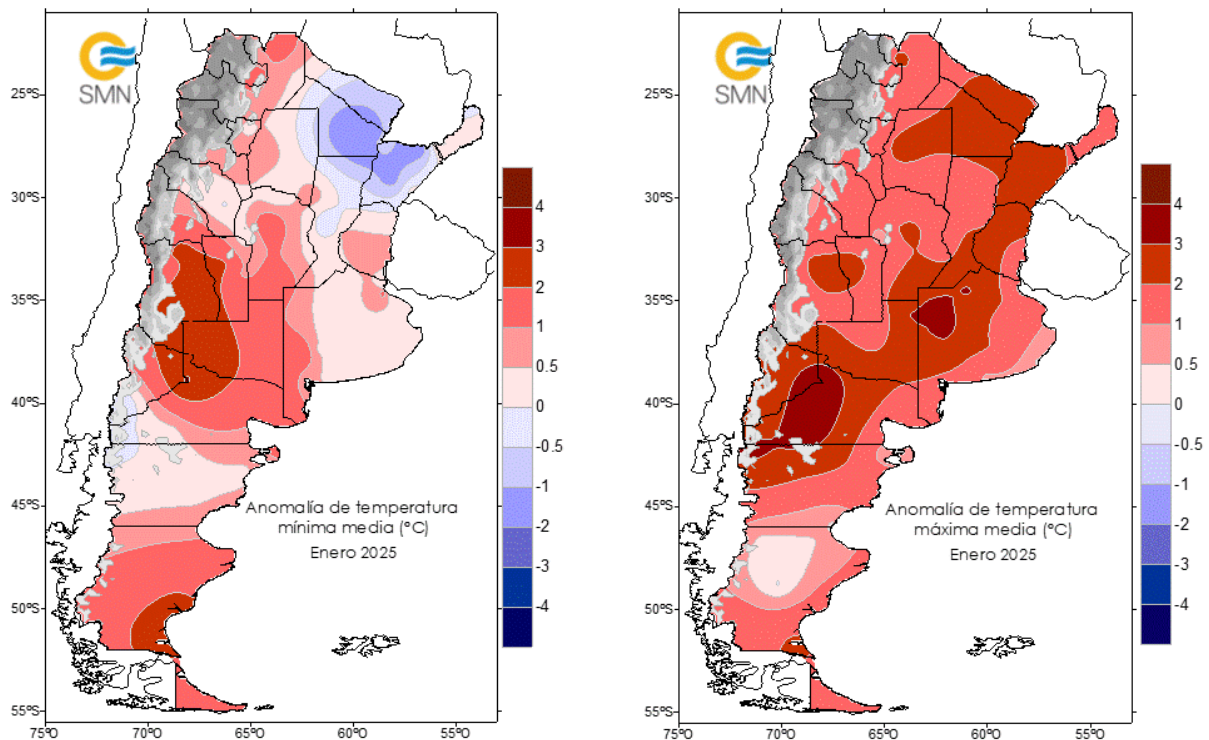 SMN
25ºS
30ºS
35ºS
40ºS
45ºS
50ºS
55ºS
75ºO
70ºO
65ºO
60ºO
55ºO
4
3
2
1
0.5
0
-0.5
-1
-2
-3
-4
Anomalía de temperatura
mínima media (ºC)
Enero 2025
SMN
25ºS
30ºS
35ºS
40ºS
45ºS
50ºS
55ºS
75ºO
70ºO
65ºO
60ºO
55ºO
4
3
2
1
0.5
0
-0.5
-1
-2
-3
-4
Anomalía de temperatura
máxima media (ºC)
Enero 2025